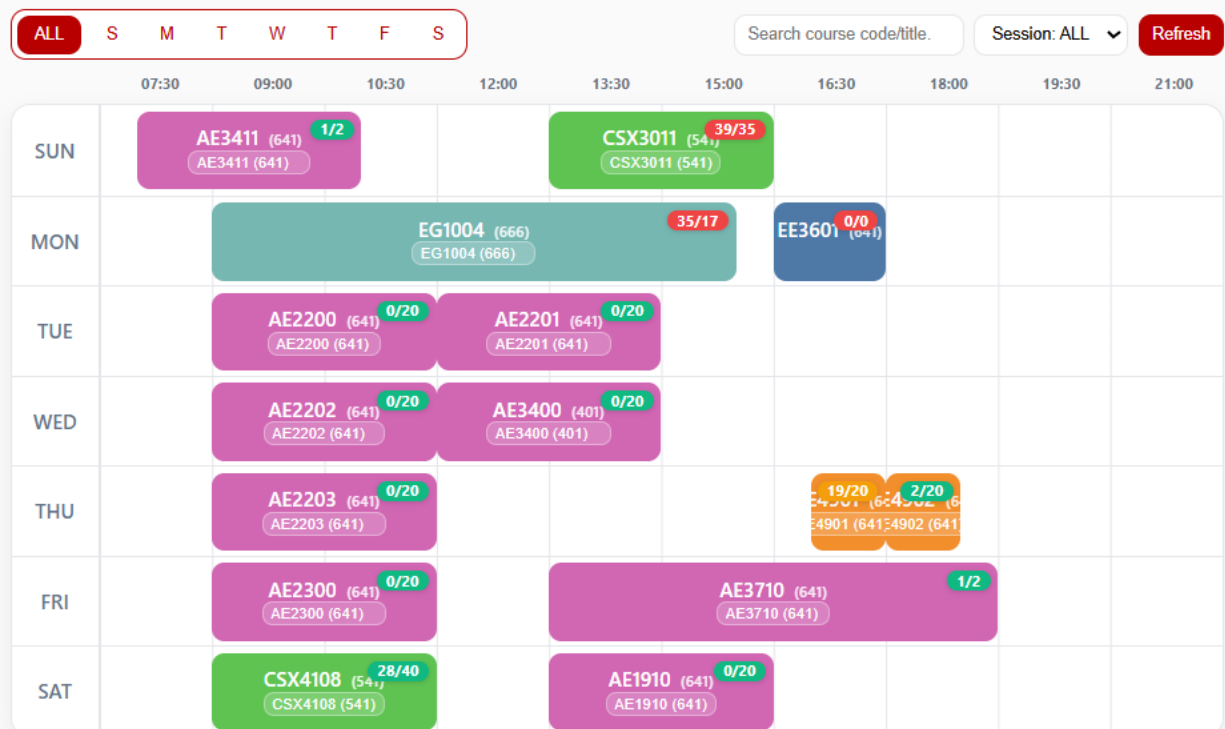 ALL S M T W T F S Search course code/title. Session: ALL Refresh
07:30 09:00 10:30 12:00 13:30 15:00 16:30 18:00 19:30 21:00
SUN
AE3411 (641) 1/2
AE3411 (641)
CSX3011 (541) 39/35
CSX3011 (541)
MON
EG1004 (666) 35/17
EG1004 (666)
EE3601 (641) 0/0
TUE
AE2200 (641) 0/20
AE2200 (641)
AE2201 (641) 0/20
AE2201 (641)
WED
AE2202 (641) 0/20
AE2202 (641)
AE3400 (401) 0/20
AE3400 (401)
THU
AE2203 (641) 0/20
AE2203 (641)
19/20
E4901 (641)
2/20
E4902 (641)
FRI
AE2300 (641) 0/20
AE2300 (641)
AE3710 (641) 1/2
AE3710 (641)
SAT
CSX4108 (541) 28/40
CSX4108 (541)
AE1910 (641) 0/20
AE1910 (641)